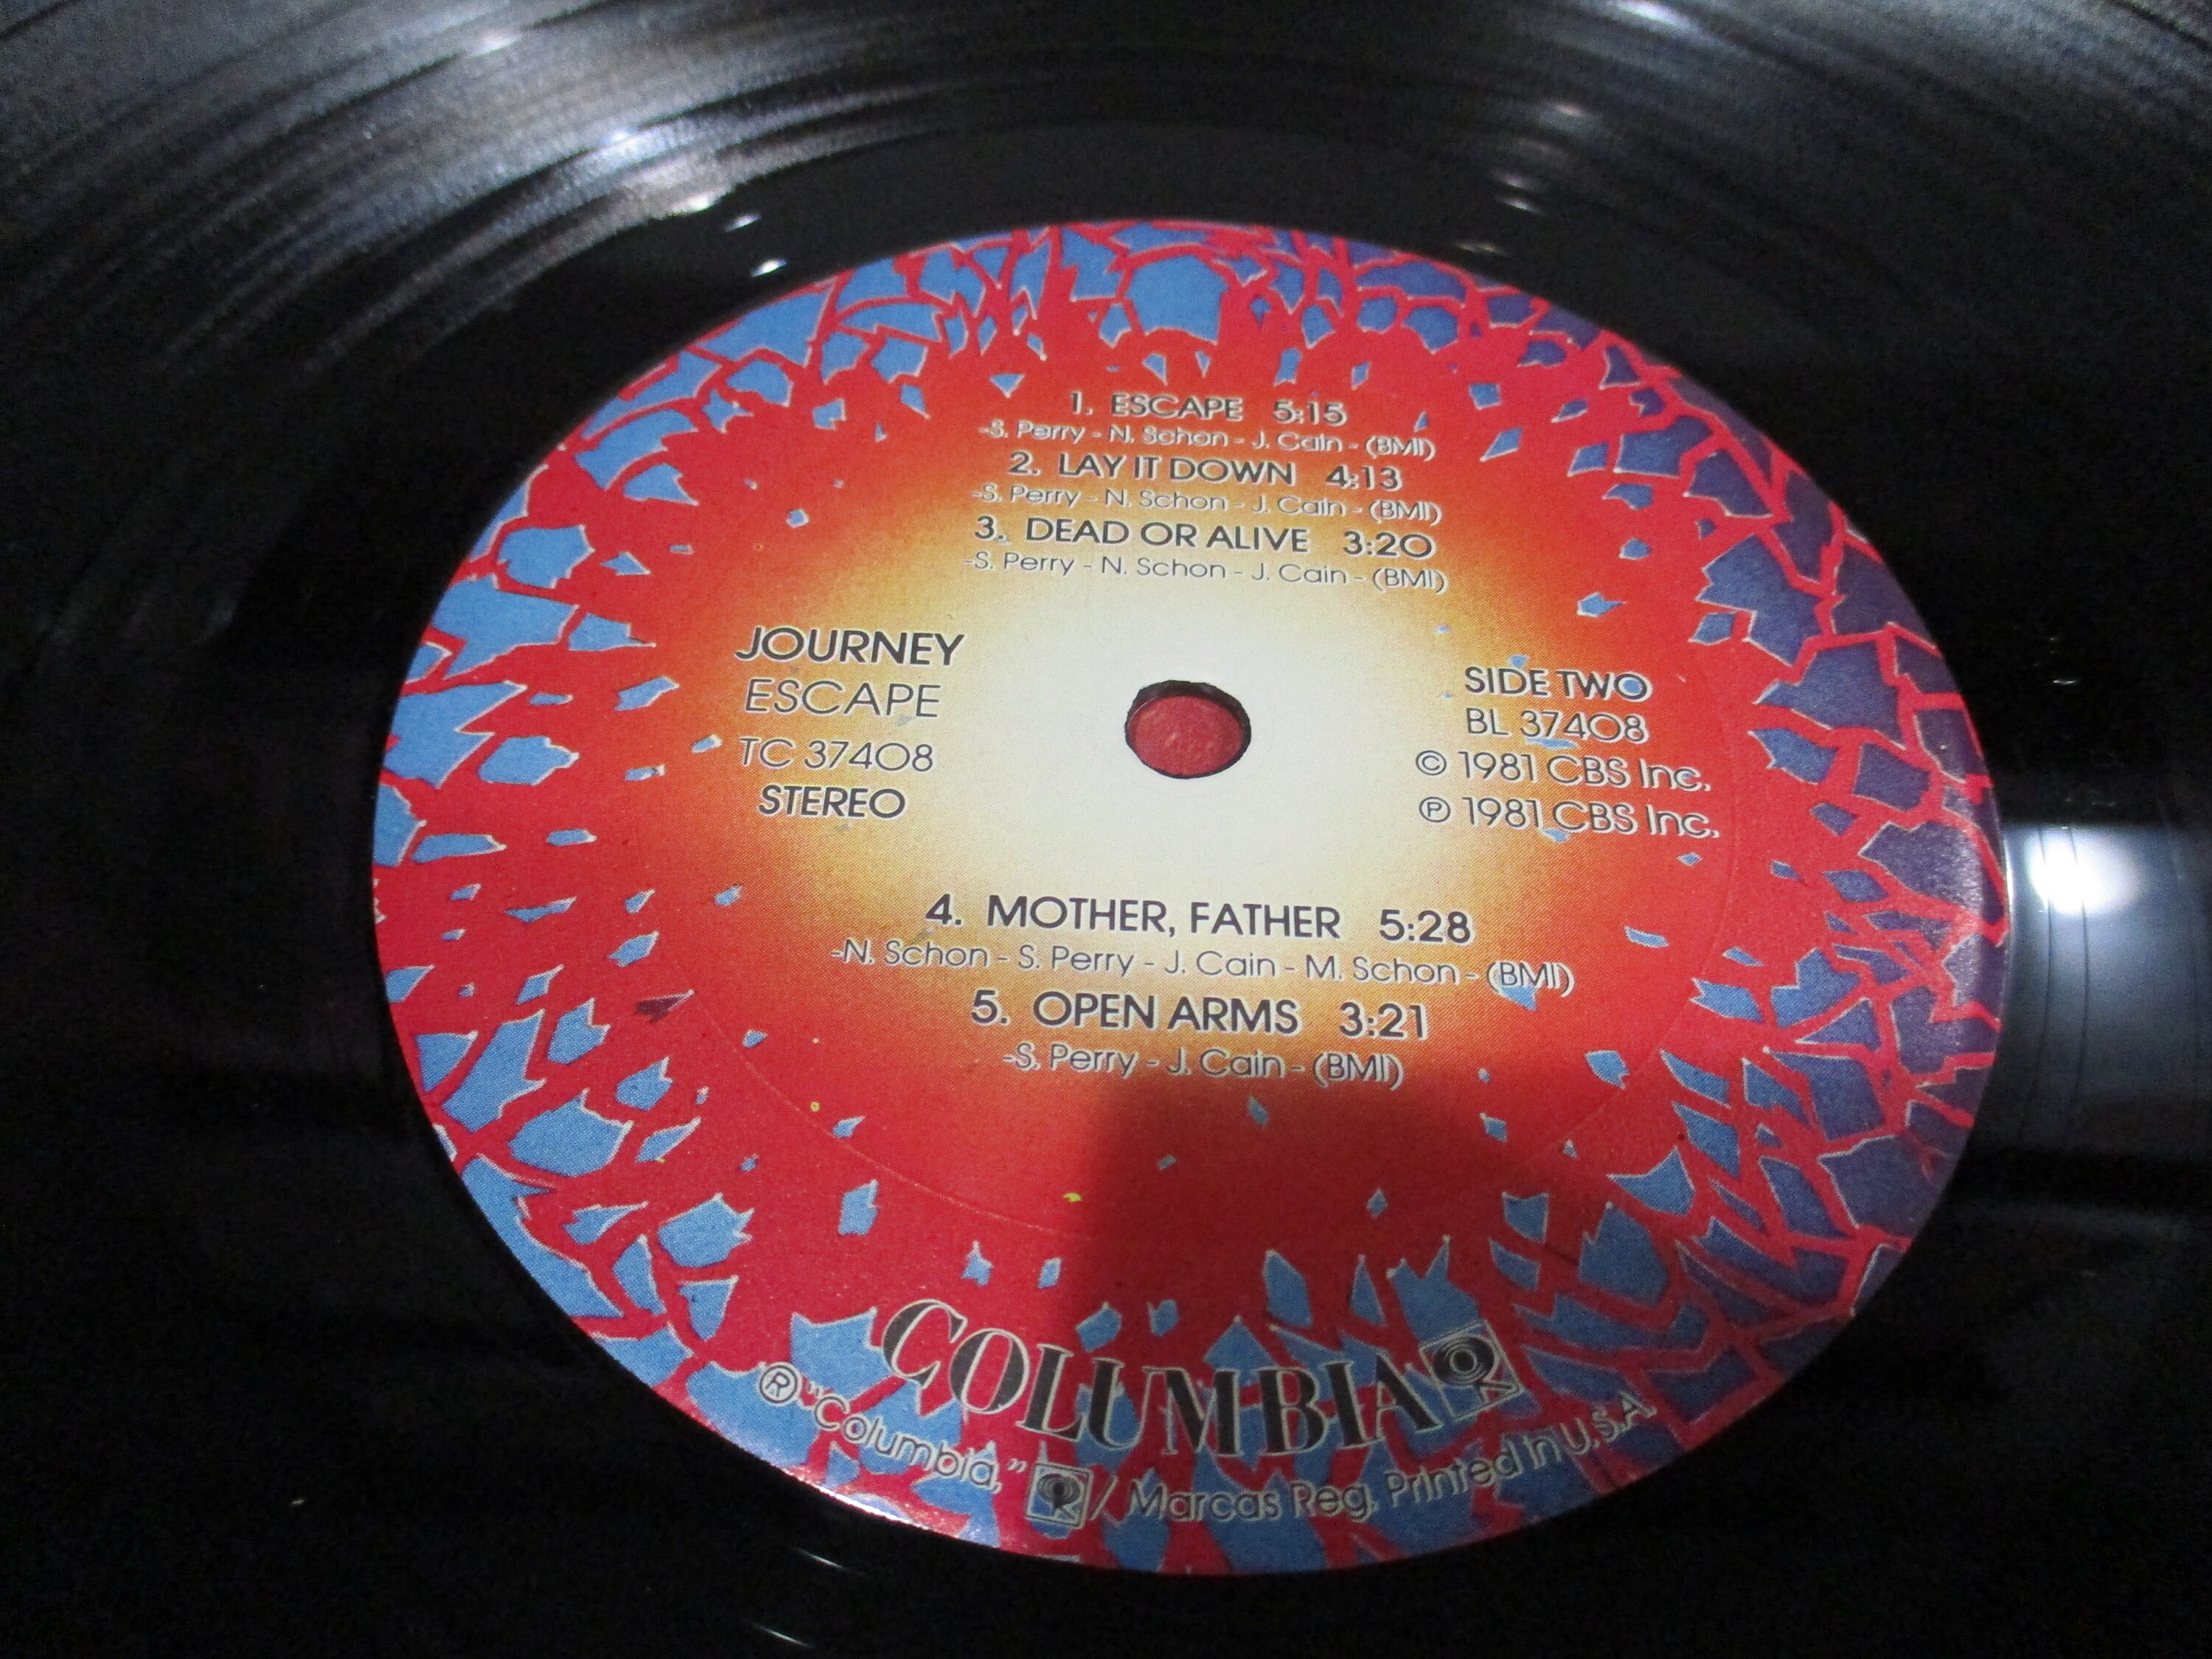 1. ESCAPE 5:15
-S. Perry - N. Schon - J. Cain - (BMI)
2. LAY IT DOWN 4:13
-S. Perry - N. Schon - J. Cain - (BMI)
3. DEAD OR ALIVE 3:20
-S. Perry - N. Schon - J. Cain - (BMI)
JOURNEY
ESCAPE
TC 37408
STEREO
SIDE TWO
BL 37408
© 1981 CBS Inc.
℗ 1981 CBS Inc.
4. MOTHER, FATHER 5:28
-N. Schon - S. Perry - J. Cain - M. Schon - (BMI)
5. OPEN ARMS 3:21
-S. Perry - J. Cain - (BMI)
COLUMBIA
® "Columbia," / Marcas Reg. Printed in U.S.A.